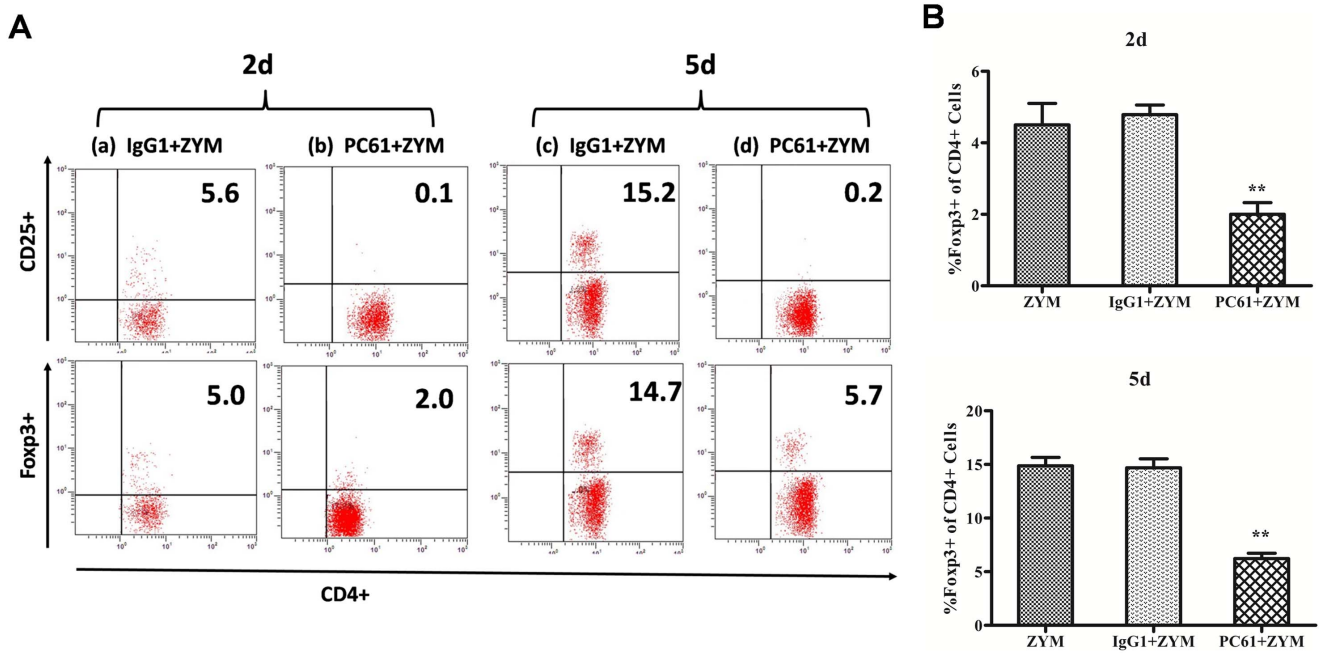 A
2d
5d
(a) IgG1+ZYM
(b) PC61+ZYM
(c) IgG1+ZYM
(d) PC61+ZYM
CD25+
5.6
0.1
15.2
0.2
Foxp3+
5.0
2.0
14.7
5.7
CD4+
B
2d
%Foxp3+ of CD4+ Cells
6
4
2
0
ZYM IgG1+ZYM PC61+ZYM
5d
%Foxp3+ of CD4+ Cells
20
15
10
5
0
**
**
ZYM IgG1+ZYM PC61+ZYM